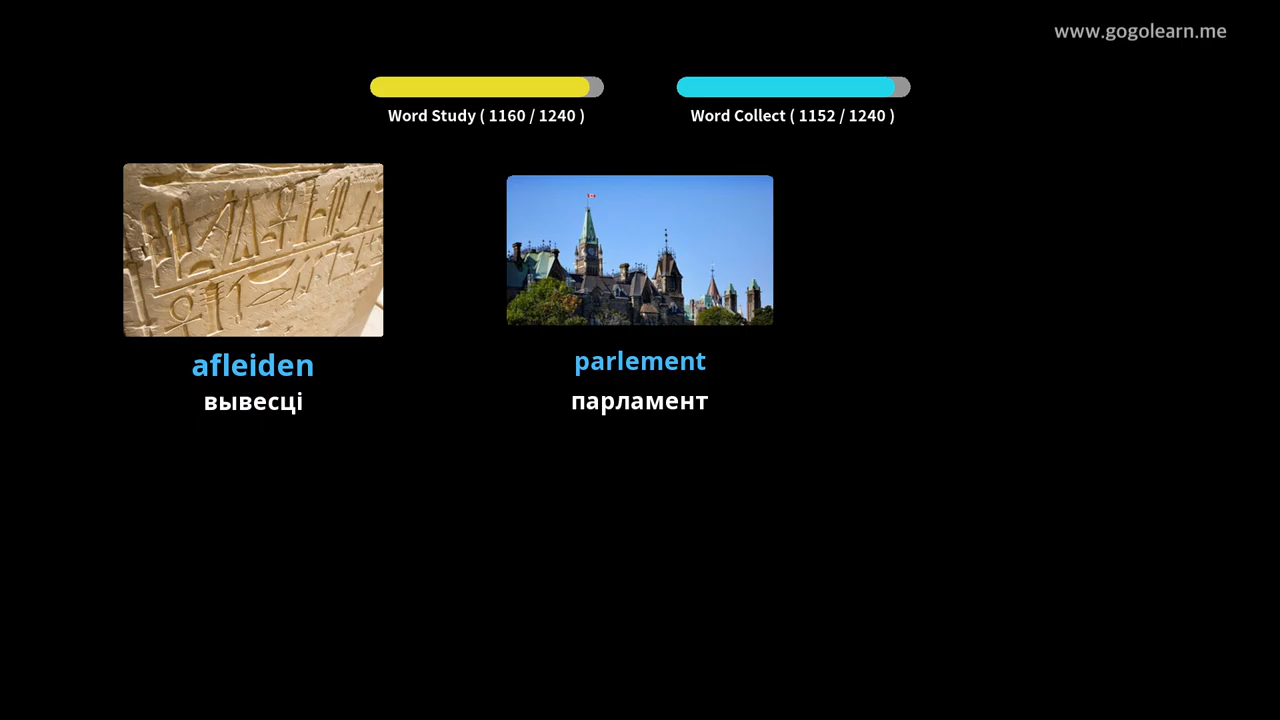 www.gogolearn.me
Word Study ( 1160 / 1240 )
Word Collect ( 1152 / 1240 )
afleiden
вывесці
parlement
парламент